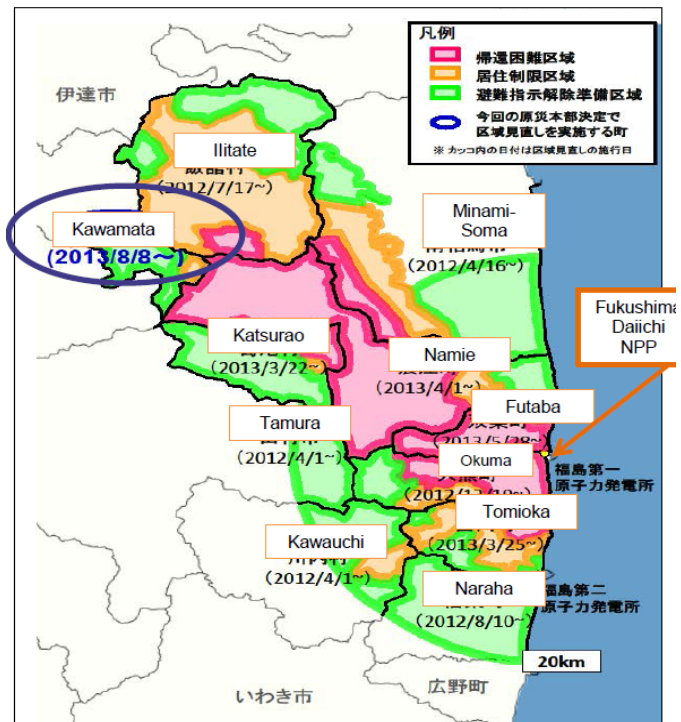 凡例
帰還困難区域
居住制限区域
避難指示解除準備区域
今回の原災本部決定で
区域見直しを実施する町
※ カッコ内の日付は区域見直しの施行日
伊達市
Ilitate
(2012/7/17~)
Kawamata
(2013/8/8~)
Minami-
Soma
(2012/4/16~)
Fukushima
Daiichi
NPP
Katsurao
(2013/3/22~)
Namie
(2013/4/1~)
Futaba
(2013/5/28~
Tamura
(2012/4/1~)
Okuma
福島第一
原子力発電所
Tomioka
(2013/3/25~)
Kawauchi
(2012/4/1~)
Naraha
(2012/8/10~)
福島第二
原子力発電所
20km
いわき市
広野町